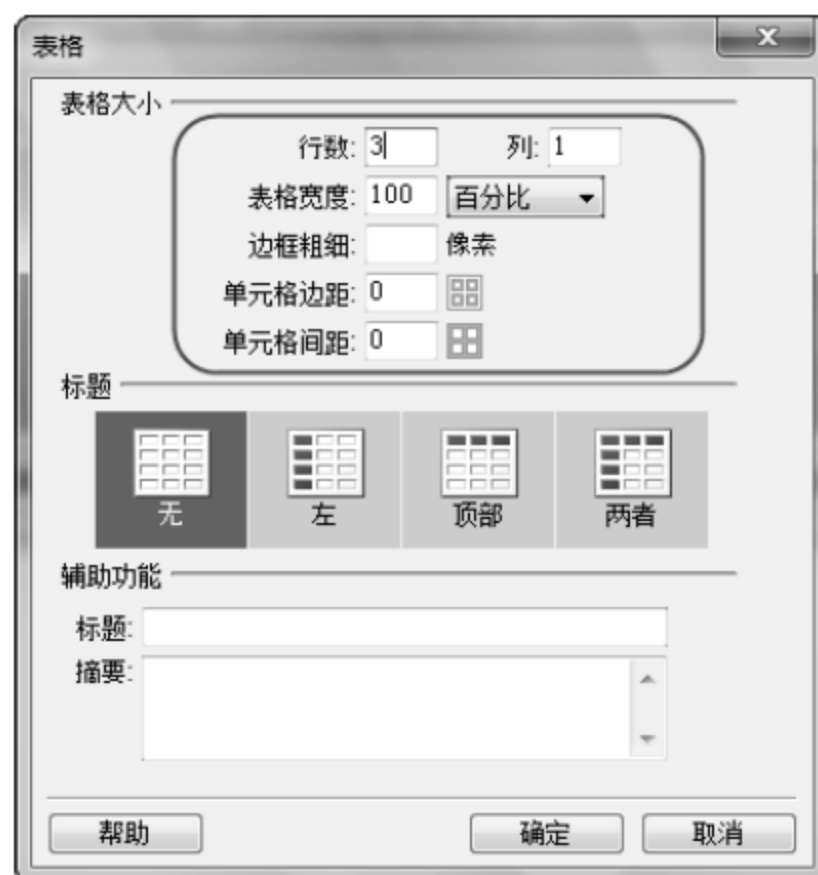 表格
表格大小
行数: 3 列: 1
表格宽度: 100 百分比
边框粗细: 像素
单元格边距: 0
单元格间距: 0
标题
无 左 顶部 两者
辅助功能
标题:
摘要:
帮助 确定 取消